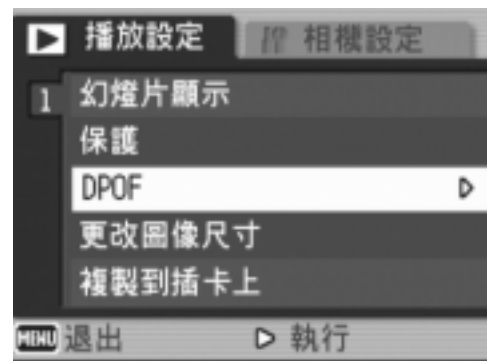 播放設定 相機設定
1 幻燈片顯示
保護
DPOF
更改圖像尺寸
複製到插卡上
MENU 退出 執行